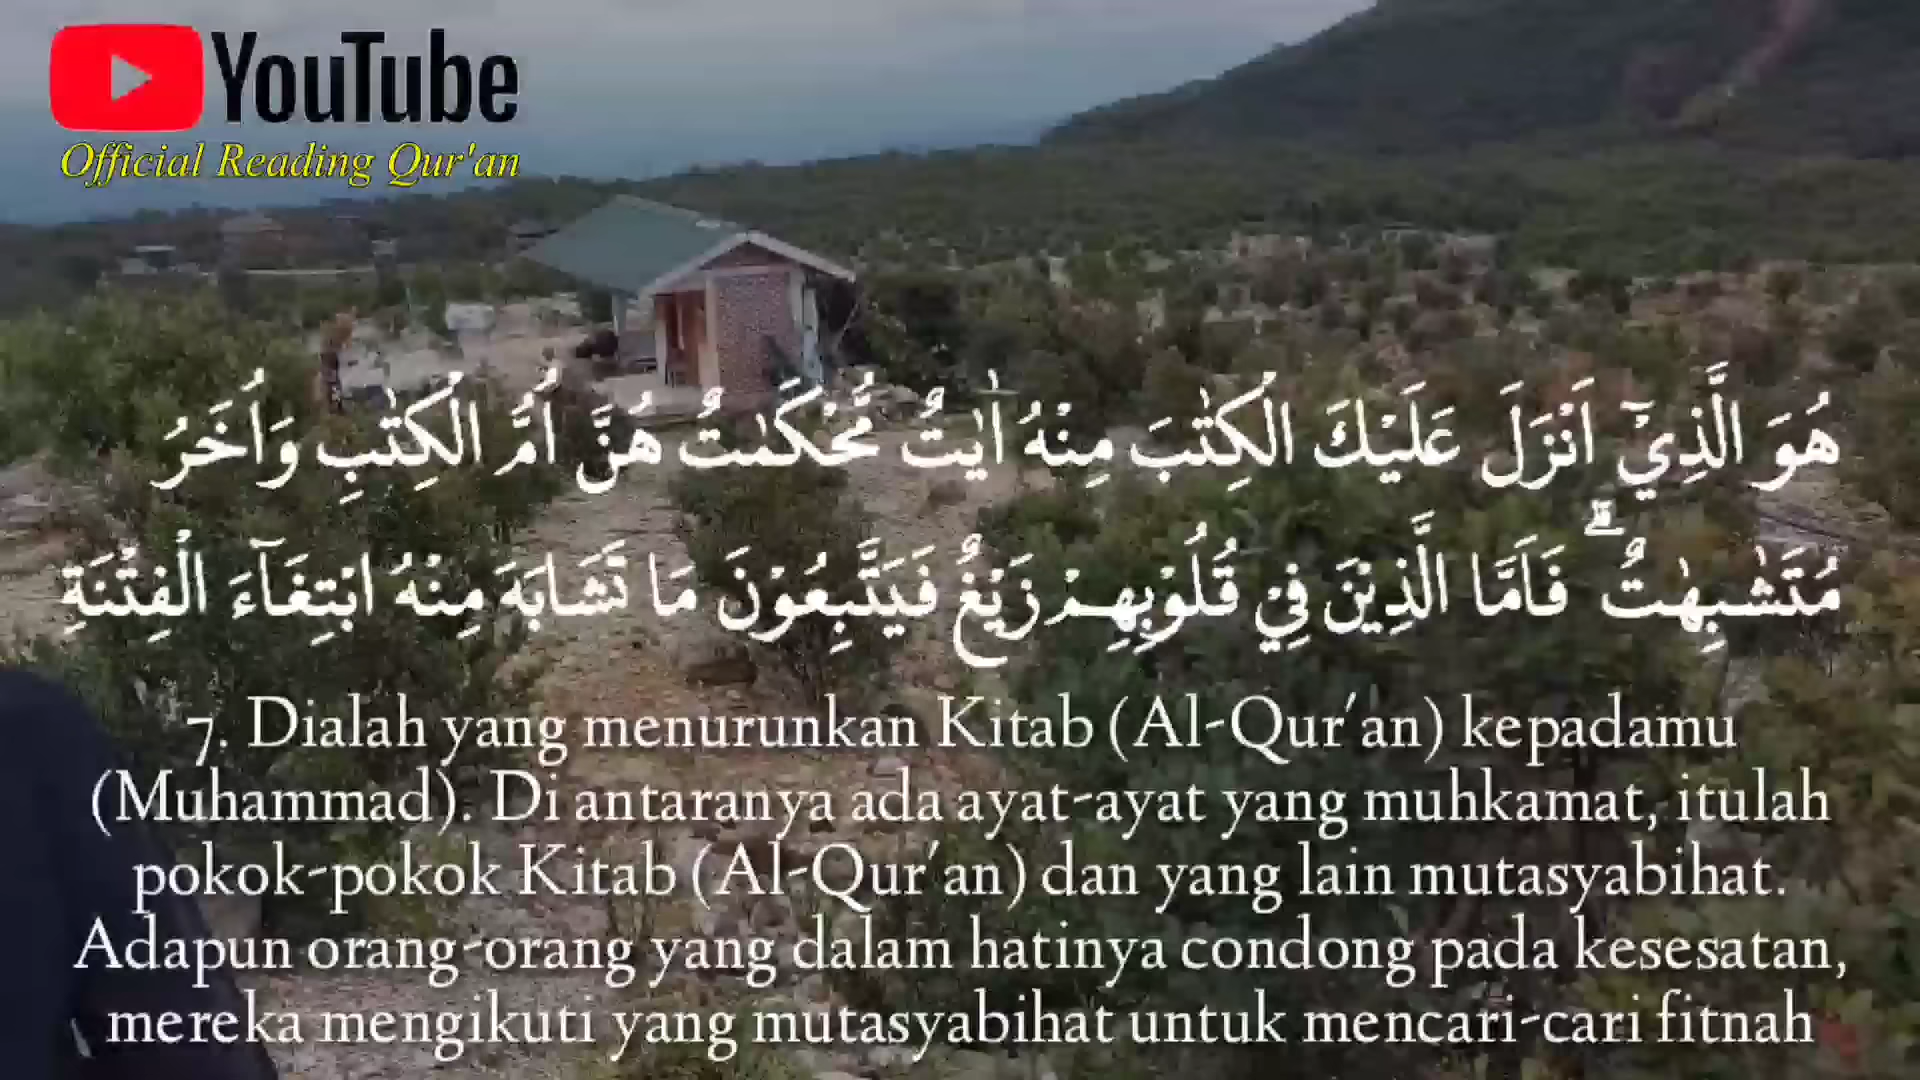 YouTube
Official Reading Qur'an
هُوَ الَّذِيْٓ اَنْزَلَ عَلَيْكَ الْكِتٰبَ مِنْهُ اٰيٰتٌ مُّحْكَمٰتٌ هُنَّ اُمُّ الْكِتٰبِ وَاُخَرُ
مُتَشٰبِهٰتٌ ۗ فَاَمَّا الَّذِيْنَ فِيْ قُلُوْبِهِمْ زَيْغٌ فَيَتَّبِعُوْنَ مَا تَشَابَهَ مِنْهُ ابْتِغَاۤءَ الْفِتْنَةِ
7. Dialah yang menurunkan Kitab (Al-Qur'an) kepadamu
(Muhammad). Di antaranya ada ayat-ayat yang muhkamat, itulah
pokok-pokok Kitab (Al-Qur'an) dan yang lain mutasyabihat.
Adapun orang-orang yang dalam hatinya condong pada kesesatan,
mereka mengikuti yang mutasyabihat untuk mencari-cari fitnah